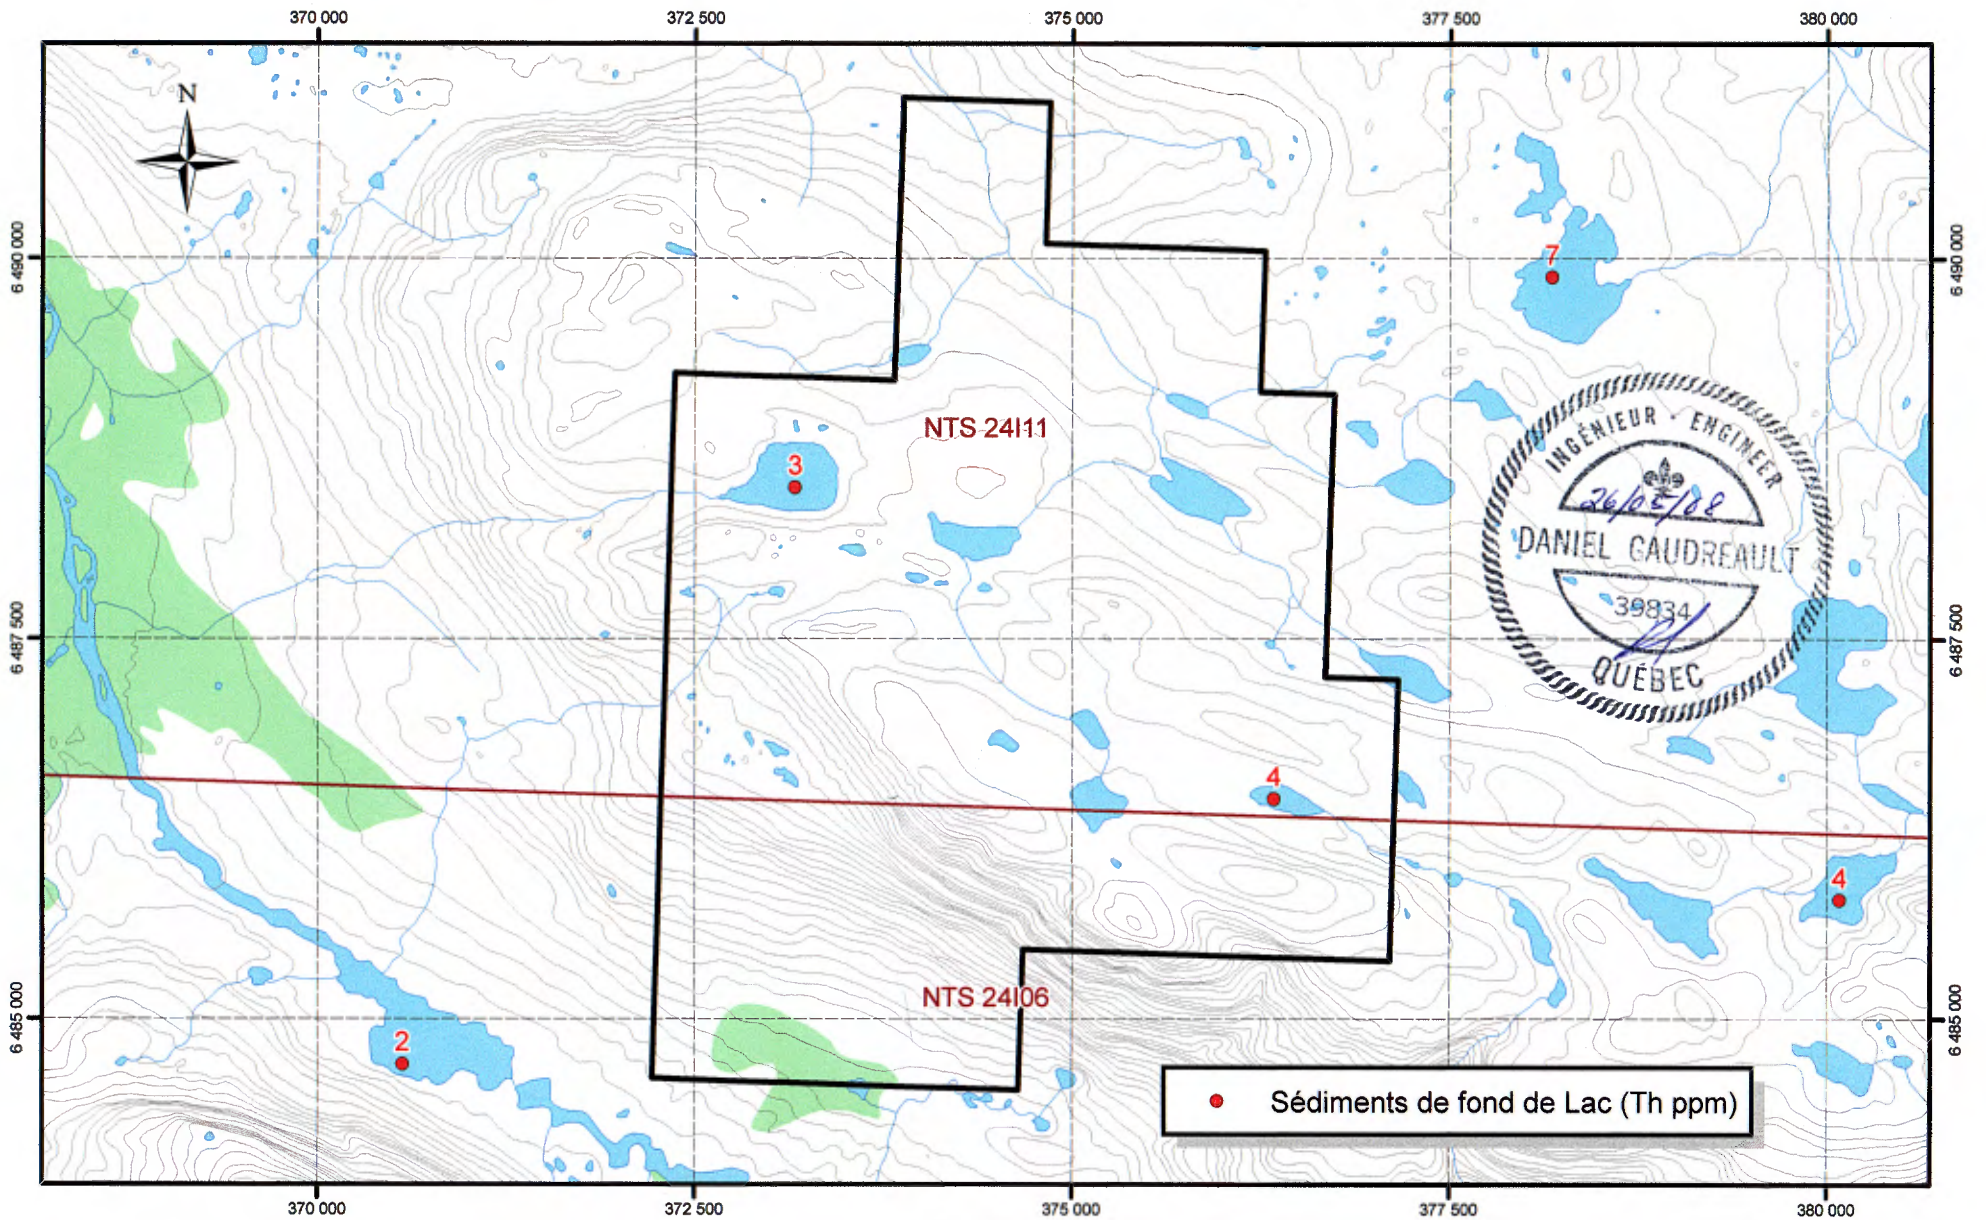 370 000
372 500
375 000
377 500
380 000
N
6 490 000
6 490 000
7
NTS 24I11
3
INGÉNIEUR · ENGINEER
26/05/08
DANIEL GAUDREAULT
39834
QUÉBEC
6 487 500
6 487 500
4
4
NTS 24I06
6 485 000
6 485 000
2
Sédiments de fond de Lac (Th ppm)
370 000
372 500
375 000
377 500
380 000